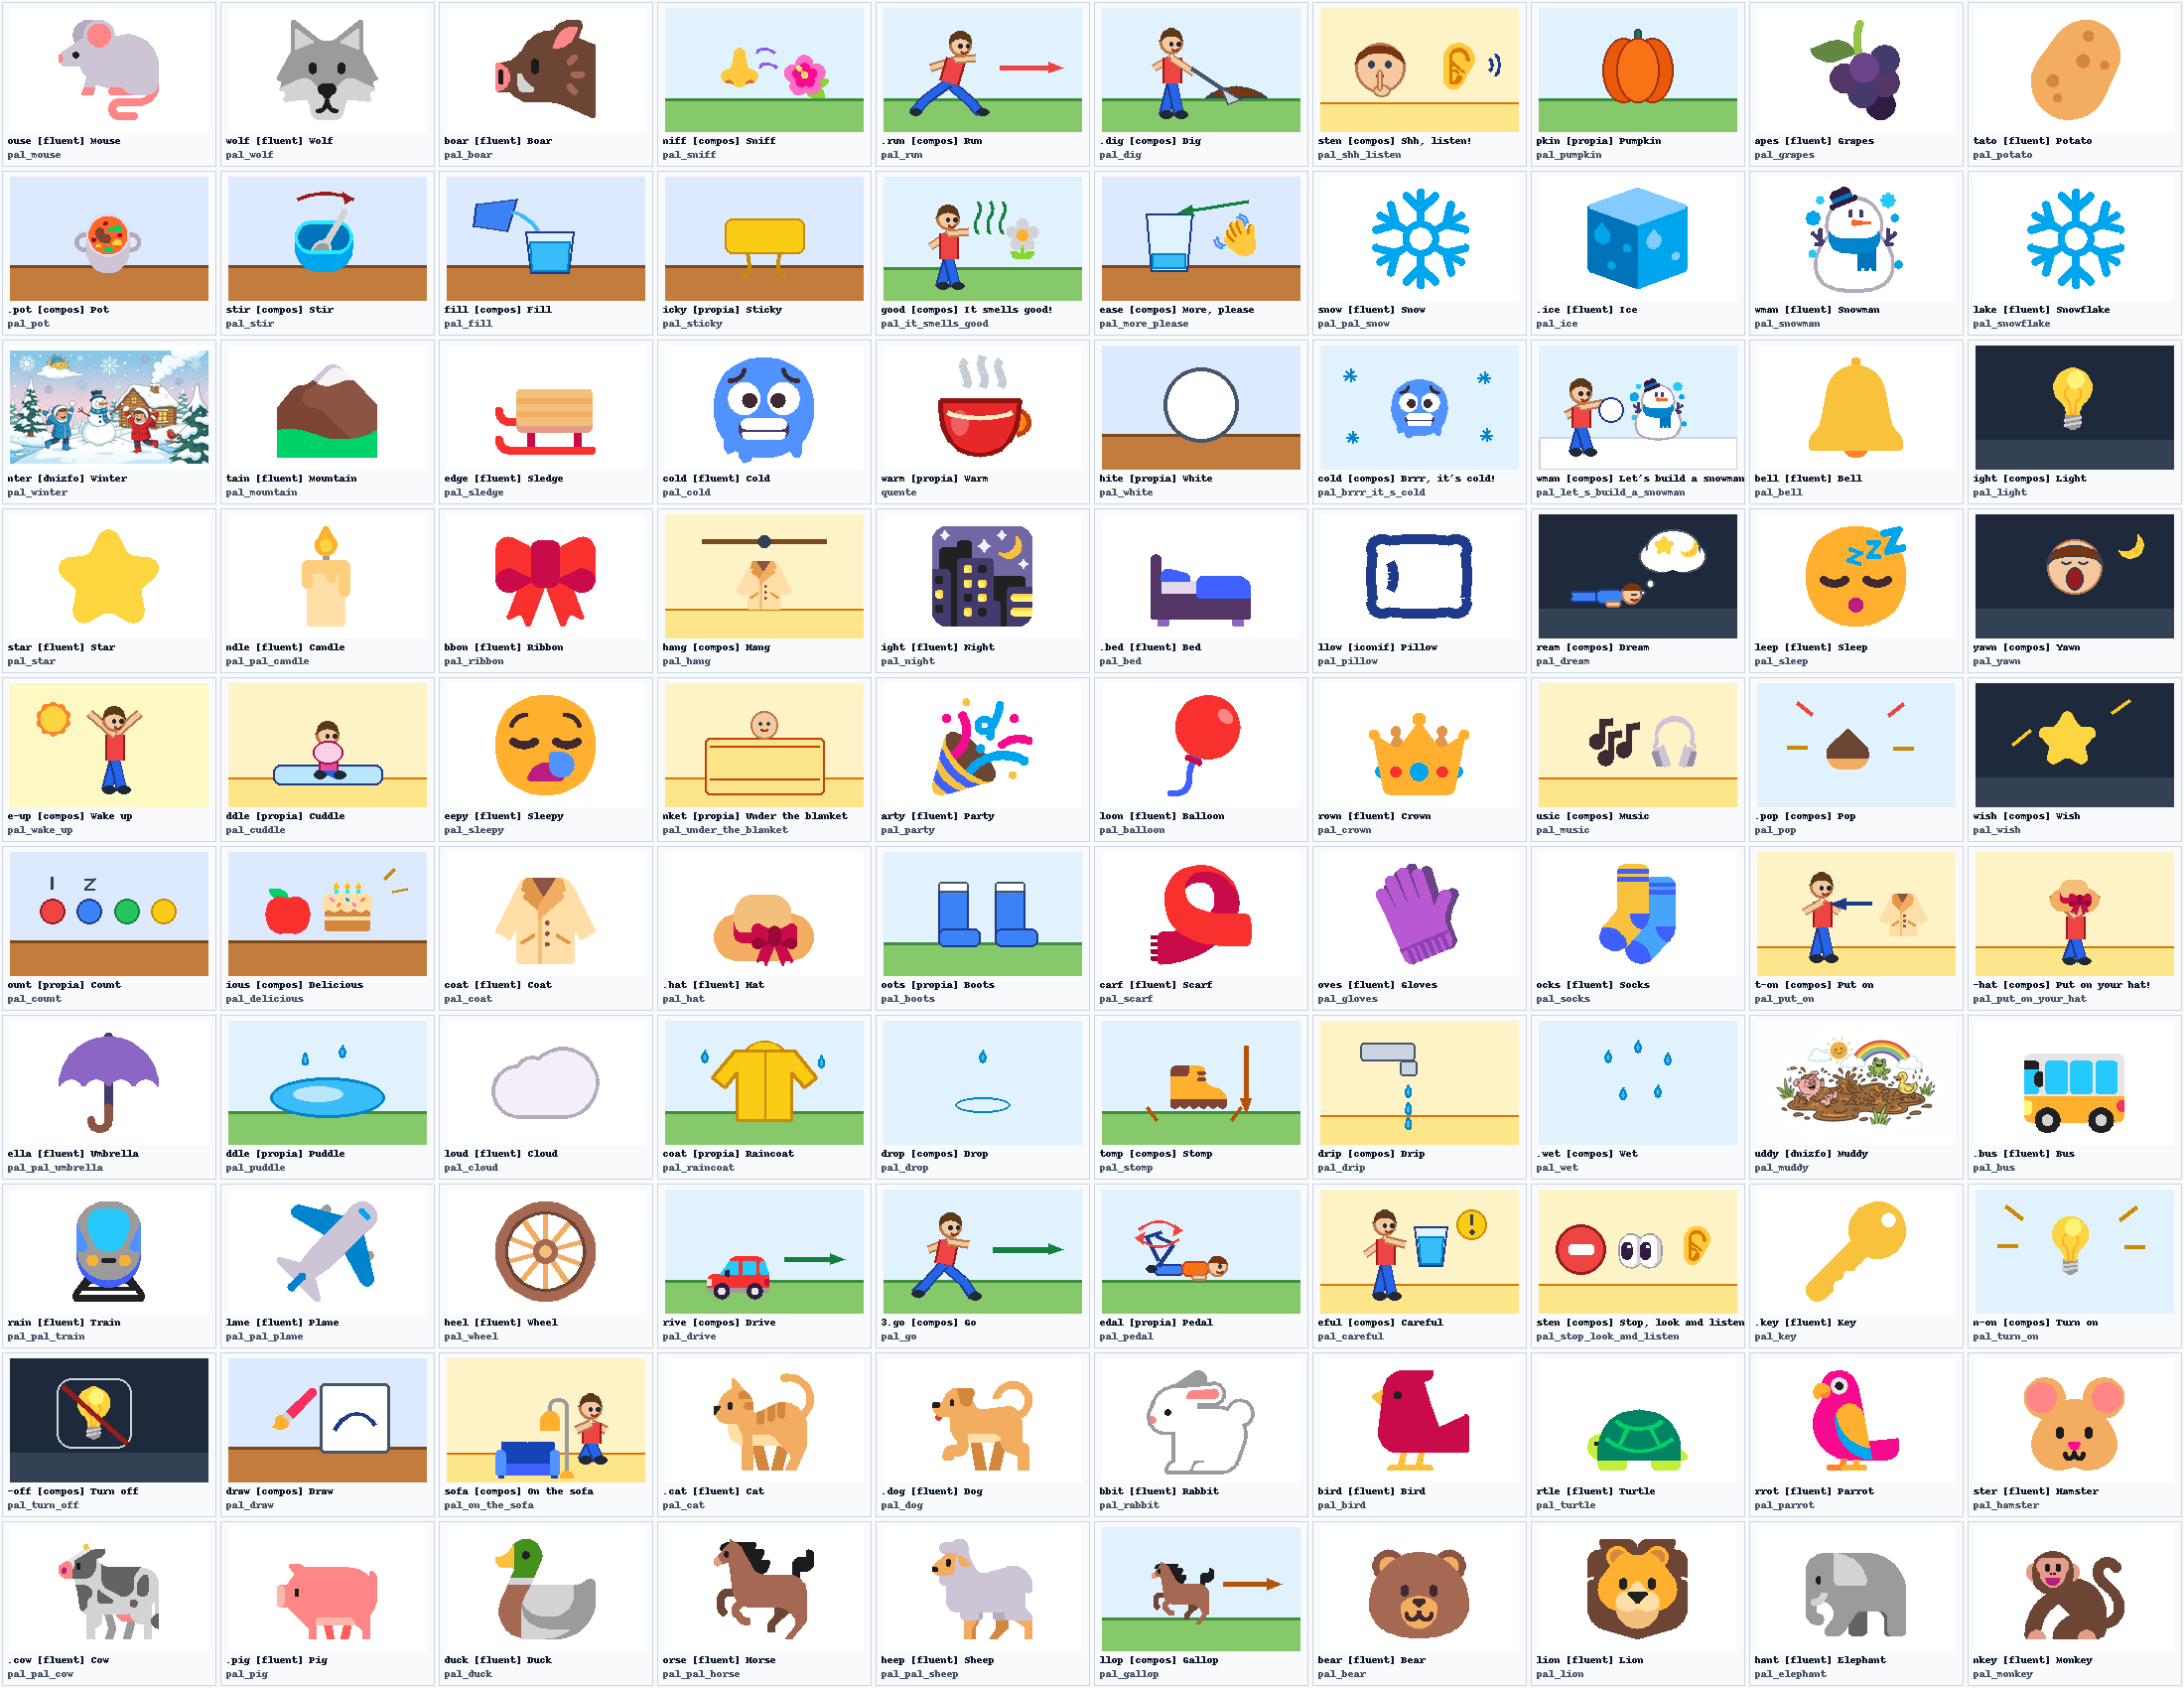 ouse [fluent] Mouse
pal_mouse
wolf [fluent] Wolf
pal_wolf
boar [fluent] Boar
pal_boar
niff [compos] Sniff
pal_sniff
.run [compos] Run
pal_run
.dig [compos] Dig
pal_dig
sten [compos] Shh, listen!
pal_shh_listen
pkin [propia] Pumpkin
pal_pumpkin
apes [fluent] Grapes
pal_grapes
tato [fluent] Potato
pal_potato
.pot [compos] Pot
pal_pot
stir [compos] Stir
pal_stir
fill [compos] Fill
pal_fill
icky [propia] Sticky
pal_sticky
good [compos] It smells good!
pal_it_smells_good
ease [compos] More, please
pal_more_please
snow [fluent] Snow
pal_pal_snow
.ice [fluent] Ice
pal_ice
wman [fluent] Snowman
pal_snowman
lake [fluent] Snowflake
pal_snowflake
nter [dnizfo] Winter
pal_winter
tain [fluent] Mountain
pal_mountain
edge [fluent] Sledge
pal_sledge
cold [fluent] Cold
pal_cold
warm [propia] Warm
quente
hite [propia] White
pal_white
cold [compos] Brrr, it's cold!
pal_brrr_it_s_cold
wman [compos] Let's build a snowman
pal_let_s_build_a_snowman
bell [fluent] Bell
pal_bell
ight [compos] Light
pal_light
star [fluent] Star
pal_star
ndle [fluent] Candle
pal_pal_candle
bbon [fluent] Ribbon
pal_ribbon
hang [compos] Hang
pal_hang
ight [fluent] Night
pal_night
.bed [fluent] Bed
pal_bed
llow [iconif] Pillow
pal_pillow
ream [compos] Dream
pal_dream
leep [fluent] Sleep
pal_sleep
yawn [compos] Yawn
pal_yawn
e-up [compos] Wake up
pal_wake_up
ddle [propia] Cuddle
pal_cuddle
eepy [fluent] Sleepy
pal_sleepy
nket [propia] Under the blanket
pal_under_the_blanket
arty [fluent] Party
pal_party
loon [fluent] Balloon
pal_balloon
rown [fluent] Crown
pal_crown
usic [compos] Music
pal_music
.pop [compos] Pop
pal_pop
wish [compos] Wish
pal_wish
ount [propia] Count
pal_count
ious [compos] Delicious
pal_delicious
coat [fluent] Coat
pal_coat
.hat [fluent] Hat
pal_hat
oots [propia] Boots
pal_boots
carf [fluent] Scarf
pal_scarf
oves [fluent] Gloves
pal_gloves
ocks [fluent] Socks
pal_socks
t-on [compos] Put on
pal_put_on
-hat [compos] Put on your hat!
pal_put_on_your_hat
ella [fluent] Umbrella
pal_pal_umbrella
ddle [propia] Puddle
pal_puddle
loud [fluent] Cloud
pal_cloud
coat [propia] Raincoat
pal_raincoat
drop [compos] Drop
pal_drop
tomp [compos] Stomp
pal_stomp
drip [compos] Drip
pal_drip
.wet [compos] Wet
pal_wet
uddy [dnizfo] Muddy
pal_muddy
.bus [fluent] Bus
pal_bus
rain [fluent] Train
pal_pal_train
lane [fluent] Plane
pal_pal_plane
heel [fluent] Wheel
pal_wheel
rive [compos] Drive
pal_drive
3.go [compos] Go
pal_go
edal [propia] Pedal
pal_pedal
eful [compos] Careful
pal_careful
sten [compos] Stop, look and listen
pal_stop_look_and_listen
.key [fluent] Key
pal_key
n-on [compos] Turn on
pal_turn_on
-off [compos] Turn off
pal_turn_off
draw [compos] Draw
pal_draw
sofa [compos] On the sofa
pal_on_the_sofa
.cat [fluent] Cat
pal_cat
.dog [fluent] Dog
pal_dog
bbit [fluent] Rabbit
pal_rabbit
bird [fluent] Bird
pal_bird
rtle [fluent] Turtle
pal_turtle
rrot [fluent] Parrot
pal_parrot
ster [fluent] Hamster
pal_hamster
.cow [fluent] Cow
pal_pal_cow
.pig [fluent] Pig
pal_pig
duck [fluent] Duck
pal_duck
orse [fluent] Horse
pal_pal_horse
heep [fluent] Sheep
pal_pal_sheep
llop [compos] Gallop
pal_gallop
bear [fluent] Bear
pal_bear
lion [fluent] Lion
pal_lion
hant [fluent] Elephant
pal_elephant
nkey [fluent] Monkey
pal_monkey